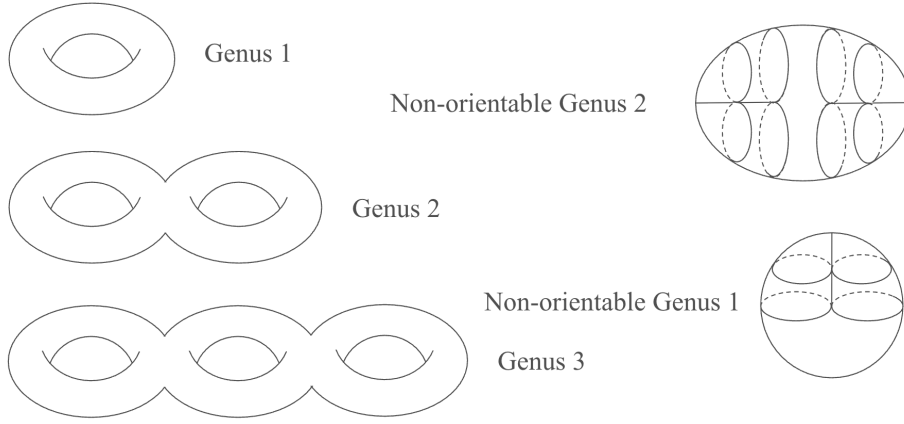 Genus 1
Non-orientable Genus 2
Genus 2
Non-orientable Genus 1
Genus 3